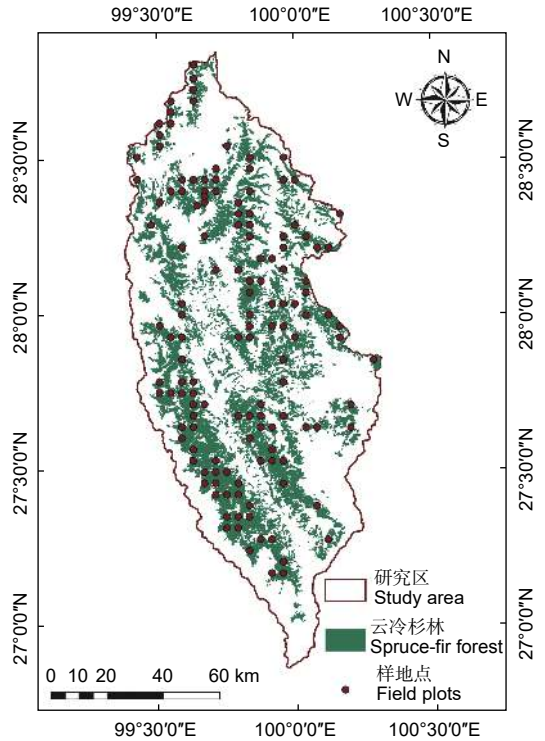 99°30′0″E 100°0′0″E 100°30′0″E
N
W E
S
28°30′0″N 28°30′0″N
28°0′0″N 28°0′0″N
27°30′0″N 27°30′0″N
27°0′0″N 27°0′0″N
研究区
Study area
云冷杉林
Spruce-fir forest
样地点
Field plots
0 10 20 40 60 km
99°30′0″E 100°0′0″E 100°30′0″E